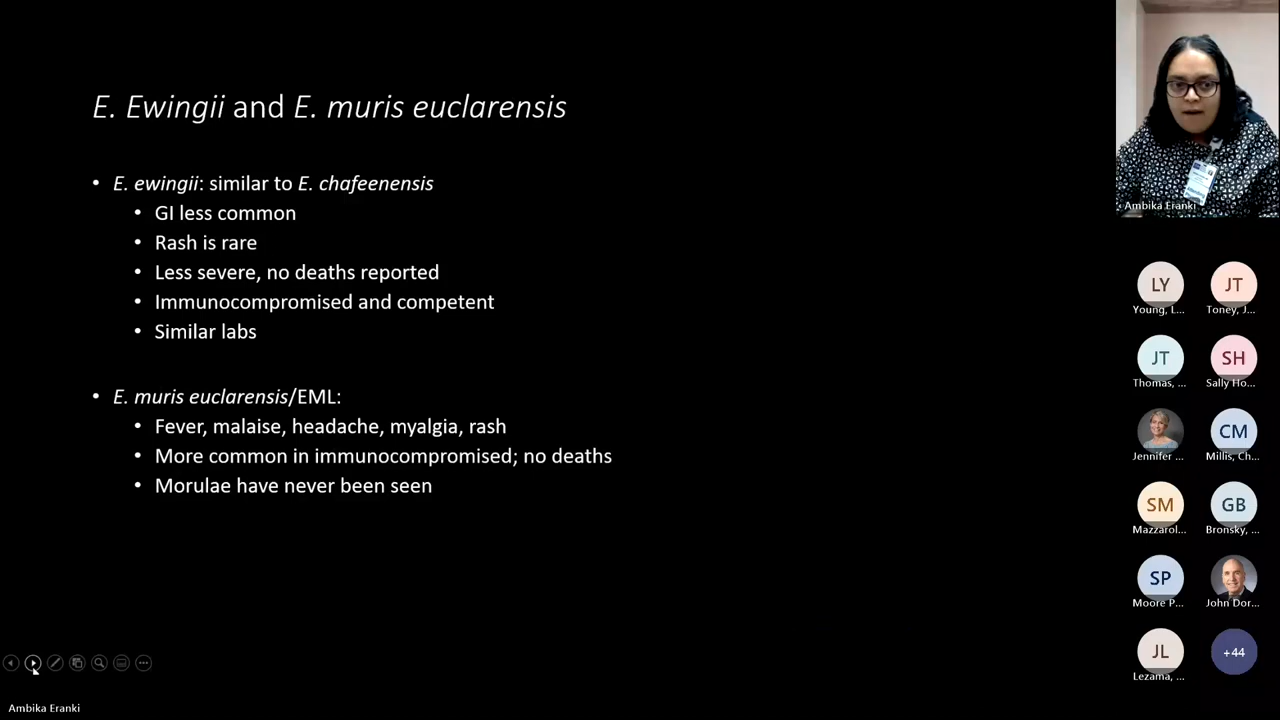 E. Ewingii and E. muris euclarensis
• E. ewingii: similar to E. chafeenensis
• GI less common
• Rash is rare
• Less severe, no deaths reported
• Immunocompromised and competent
• Similar labs
• E. muris euclarensis/EML:
• Fever, malaise, headache, myalgia, rash
• More common in immunocompromised; no deaths
• Morulae have never been seen
Ambika Eranki
LY JT
Young, L... Toney, J...
JT SH
Thomas, ... Sally Ho...
CM
Jennifer ... Millis, Ch...
SM GB
Mazzarol... Bronsky, ...
SP
Moore P... John Dor...
JL +44
Lezama, ...
Ambika Eranki